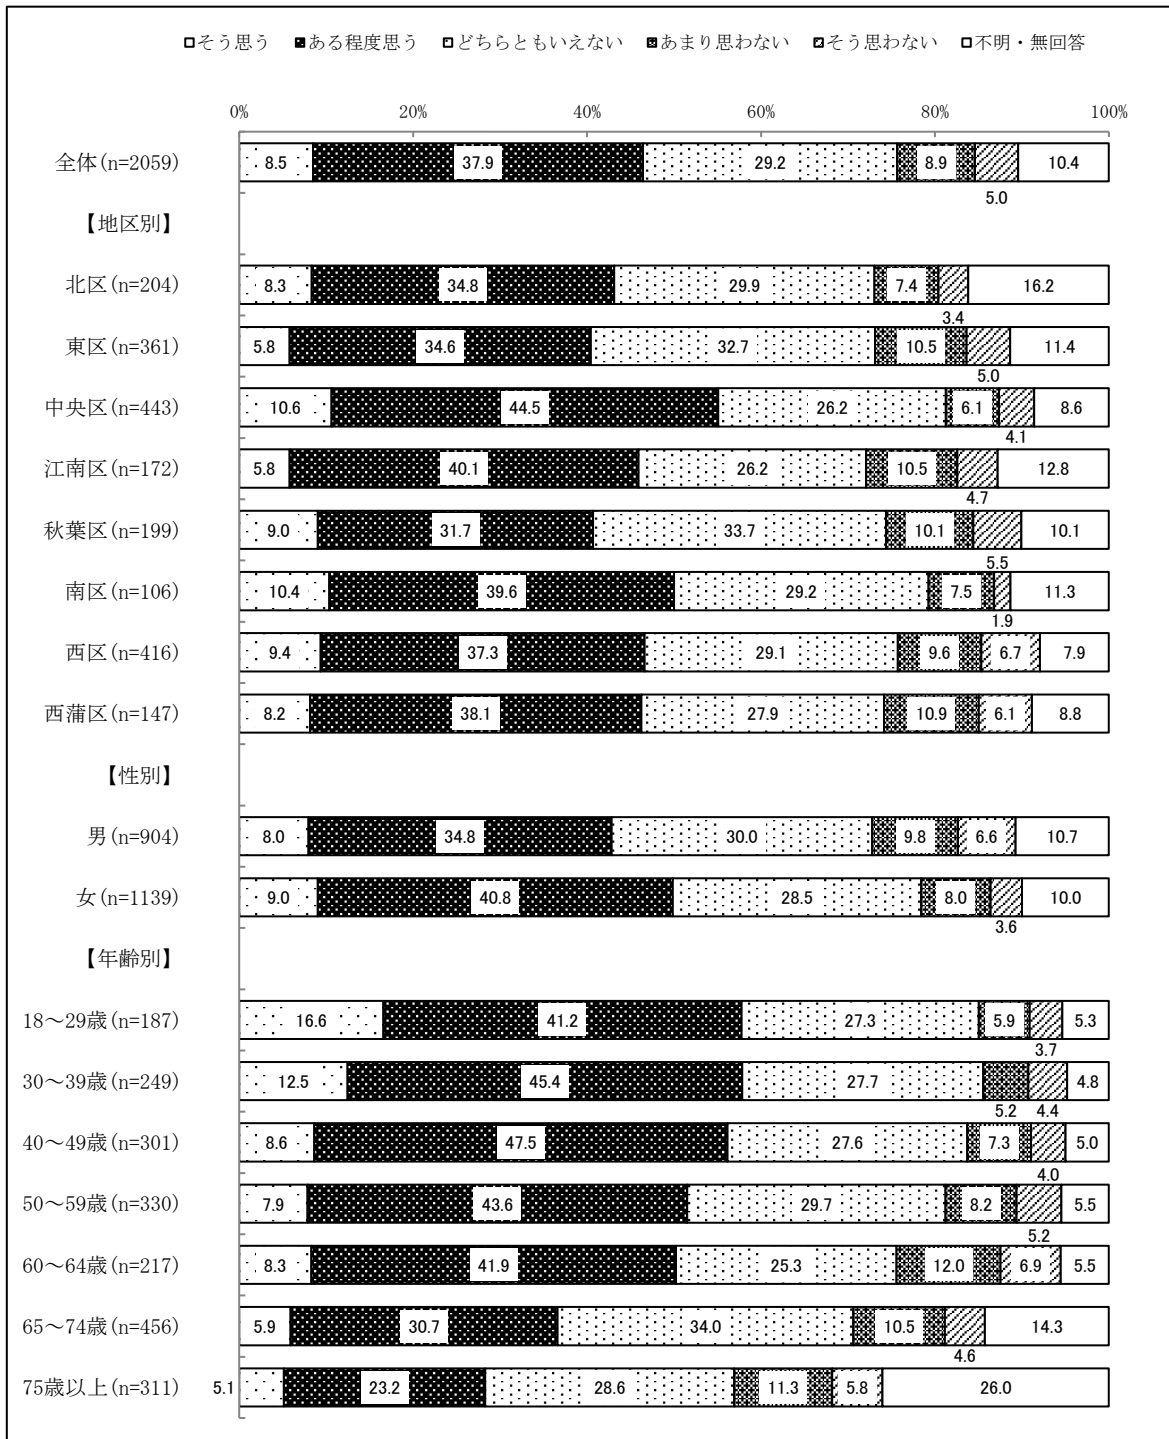 □そう思う ■ある程度思う □どちらともいえない ■あまり思わない □そう思わない □不明・無回答
0% 20% 40% 60% 80% 100%
全体(n=2059) 8.5 37.9 29.2 8.9 5.0 10.4
【地区別】
北区(n=204) 8.3 34.8 29.9 7.4 3.4 16.2
東区(n=361) 5.8 34.6 32.7 10.5 5.0 11.4
中央区(n=443) 10.6 44.5 26.2 6.1 4.1 8.6
江南区(n=172) 5.8 40.1 26.2 10.5 4.7 12.8
秋葉区(n=199) 9.0 31.7 33.7 10.1 5.5 10.1
南区(n=106) 10.4 39.6 29.2 7.5 1.9 11.3
西区(n=416) 9.4 37.3 29.1 9.6 6.7 7.9
西蒲区(n=147) 8.2 38.1 27.9 10.9 6.1 8.8
【性別】
男(n=904) 8.0 34.8 30.0 9.8 6.6 10.7
女(n=1139) 9.0 40.8 28.5 8.0 3.6 10.0
【年齢別】
18～29歳(n=187) 16.6 41.2 27.3 5.9 3.7 5.3
30～39歳(n=249) 12.5 45.4 27.7 5.2 4.4 4.8
40～49歳(n=301) 8.6 47.5 27.6 7.3 4.0 5.0
50～59歳(n=330) 7.9 43.6 29.7 8.2 5.2 5.5
60～64歳(n=217) 8.3 41.9 25.3 12.0 6.9 5.5
65～74歳(n=456) 5.9 30.7 34.0 10.5 4.6 14.3
75歳以上(n=311) 5.1 23.2 28.6 11.3 5.8 26.0